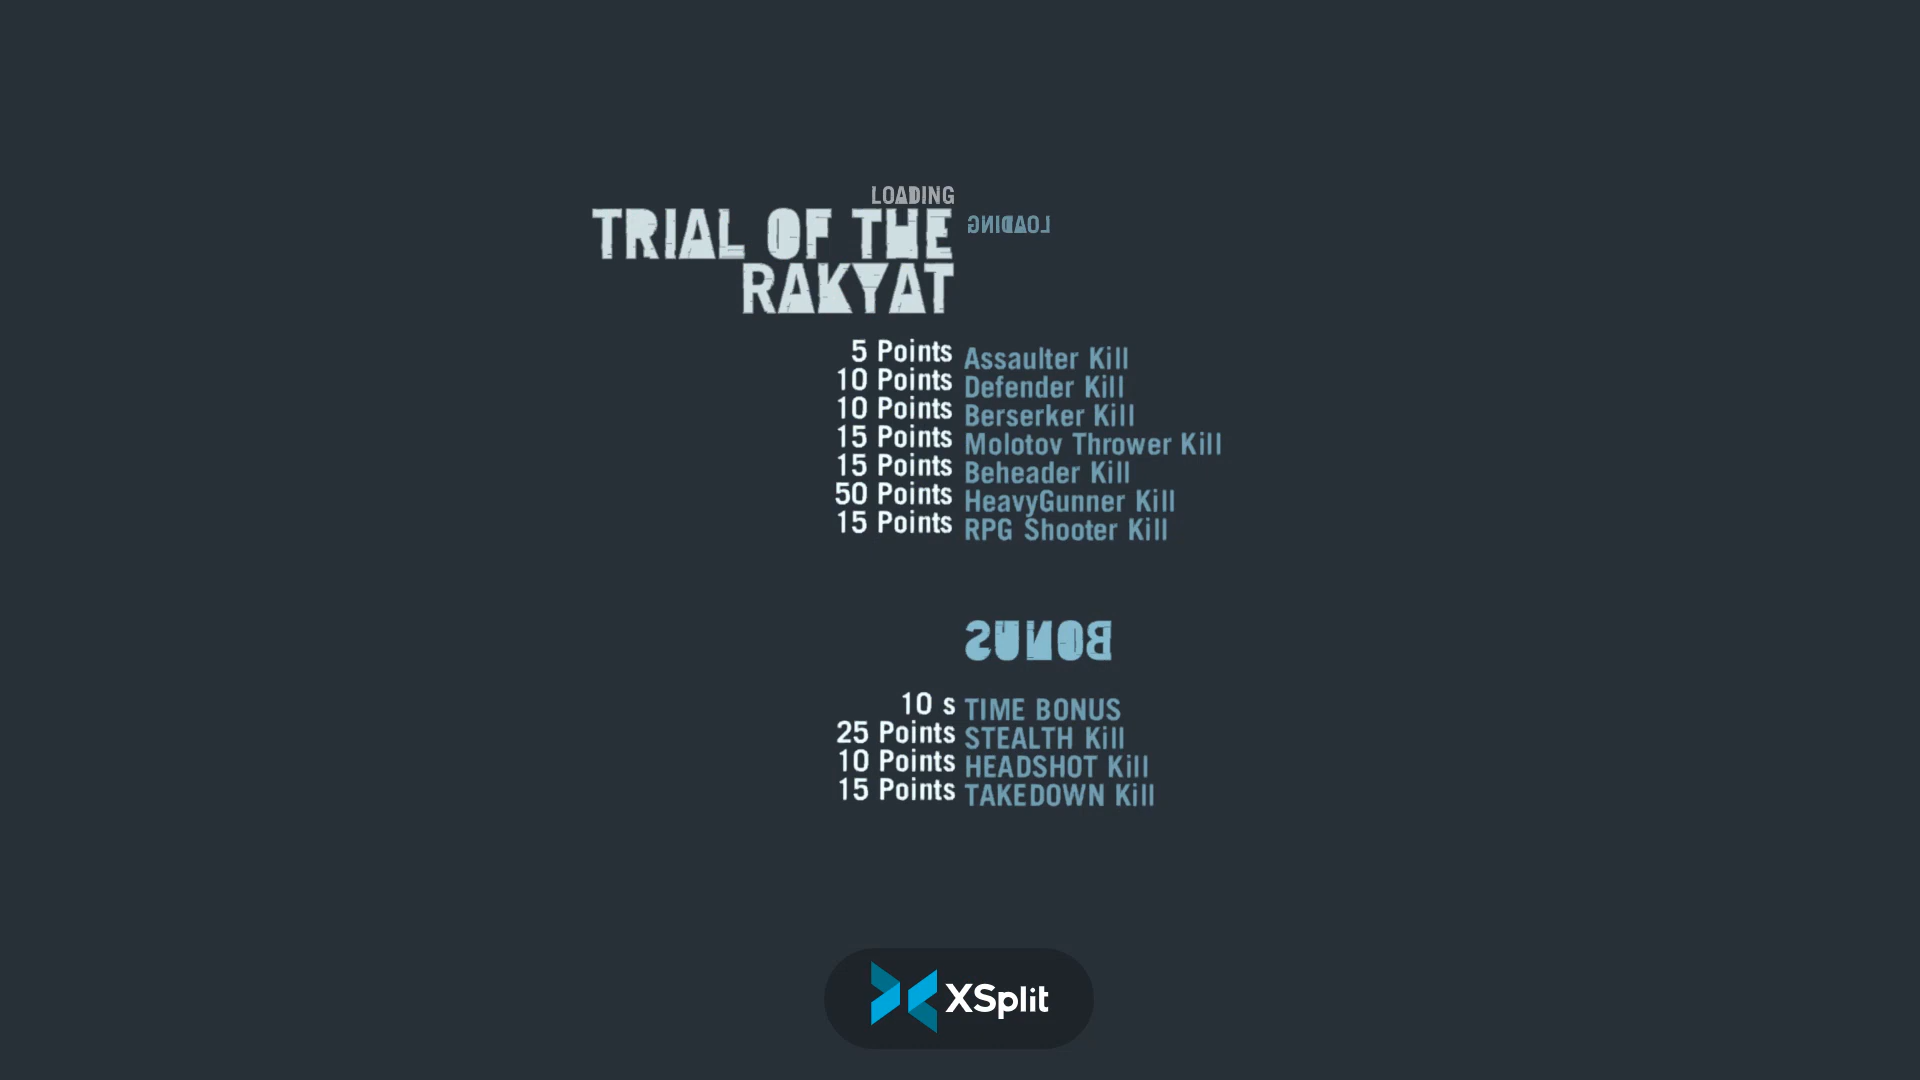 LOADING
TRIAL OF THE
RAKYAT
LOADING
5 Points Assaulter Kill
10 Points Defender Kill
10 Points Berserker Kill
15 Points Molotov Thrower Kill
15 Points Beheader Kill
50 Points HeavyGunner Kill
15 Points RPG Shooter Kill
BONUS
10 s TIME BONUS
25 Points STEALTH Kill
10 Points HEADSHOT Kill
15 Points TAKEDOWN Kill
XSplit